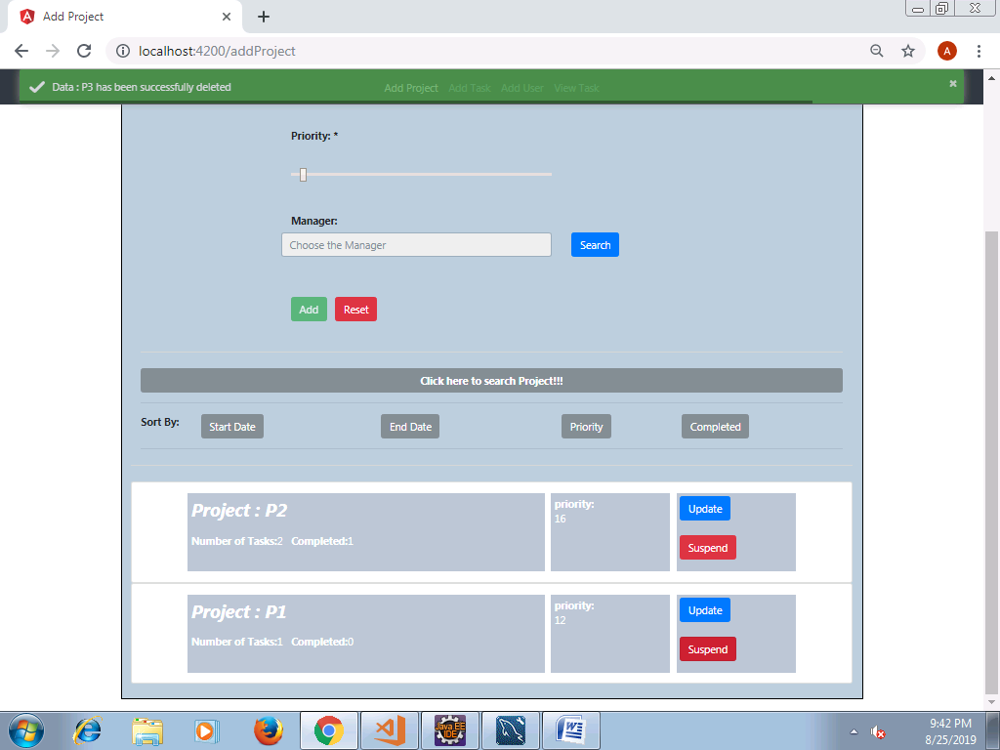 Add Project
localhost:4200/addProject
A
Data : P3 has been successfully deleted
Add Project Add Task Add User View Task
Priority: *
Manager:
Choose the Manager
Search
Add Reset
Click here to search Project!!!
Sort By: Start Date End Date Priority Completed
Project : P2
Number of Tasks:2 Completed:1
priority:
16
Update
Suspend
Project : P1
Number of Tasks:1 Completed:0
priority:
12
Update
Suspend
Java EE
IDE
9:42 PM
8/25/2019